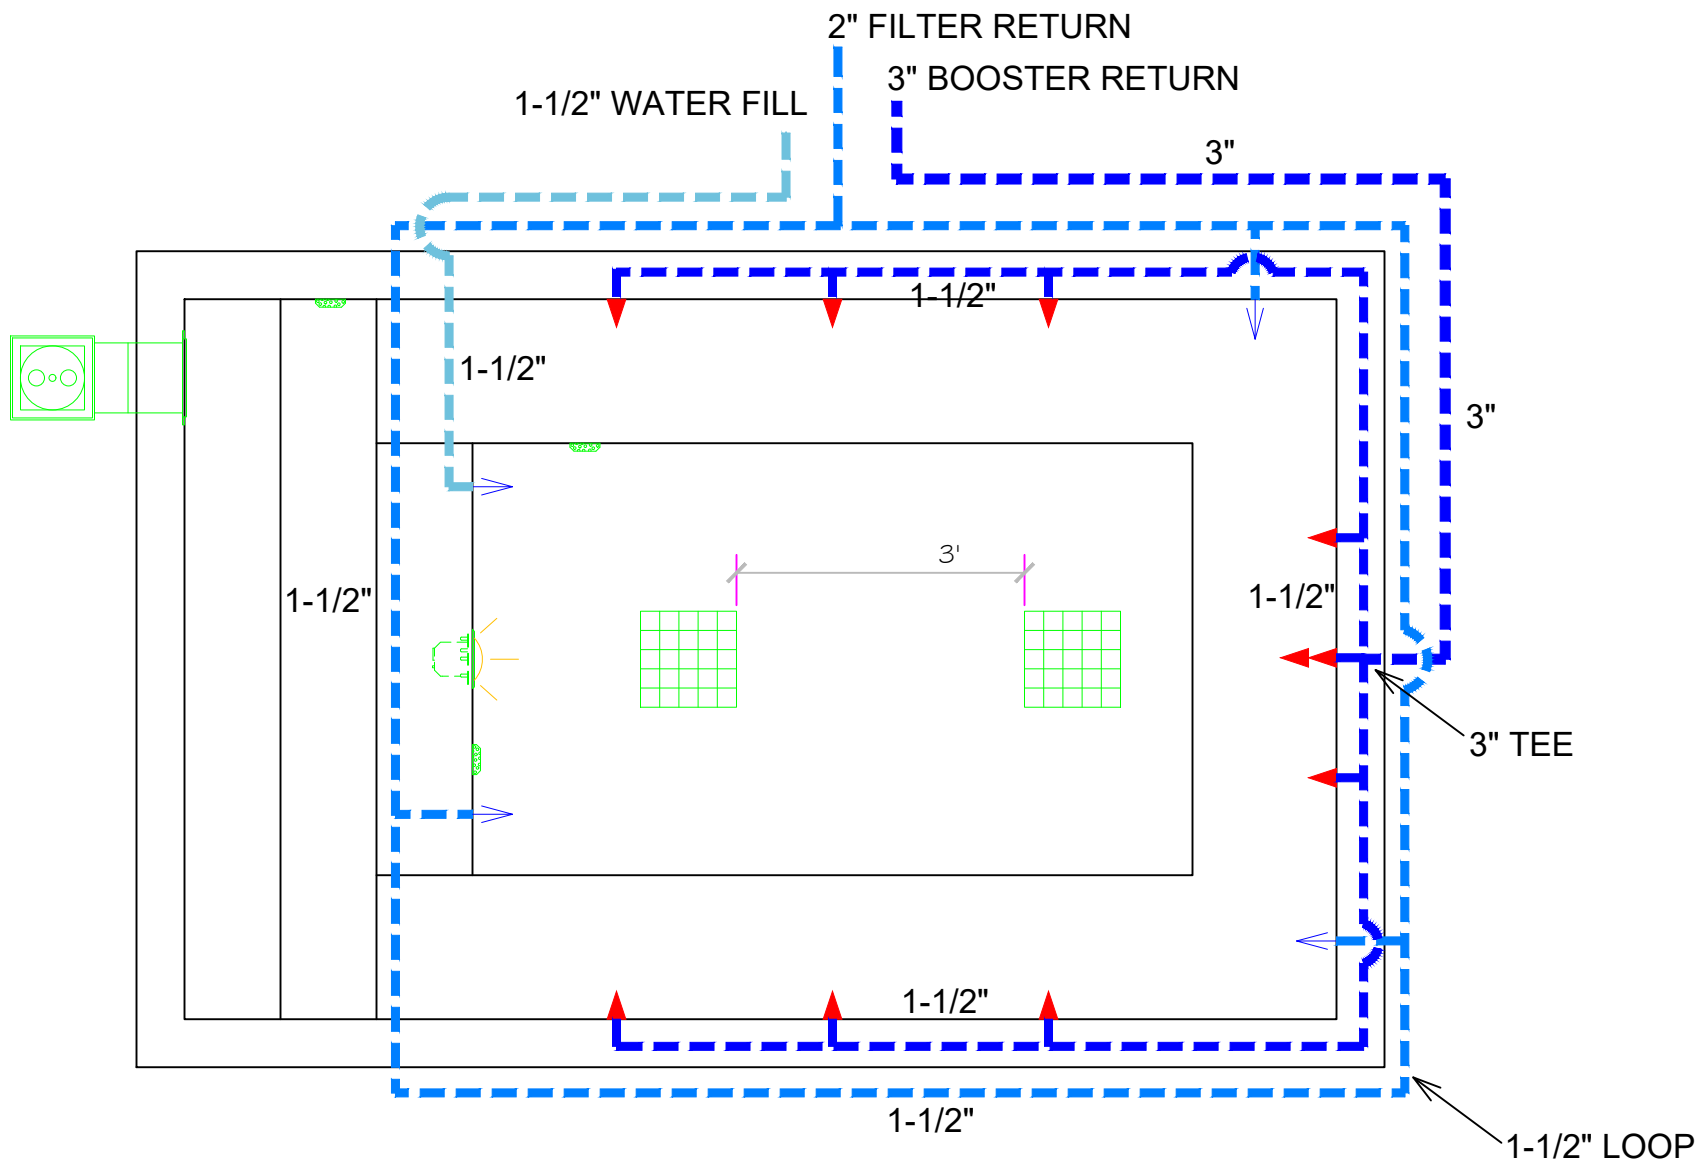 2" FILTER RETURN
3" BOOSTER RETURN
1-1/2" WATER FILL
3"
1-1/2"
1-1/2"
3"
3'
1-1/2"
1-1/2"
3" TEE
1-1/2"
1-1/2"
1-1/2" LOOP